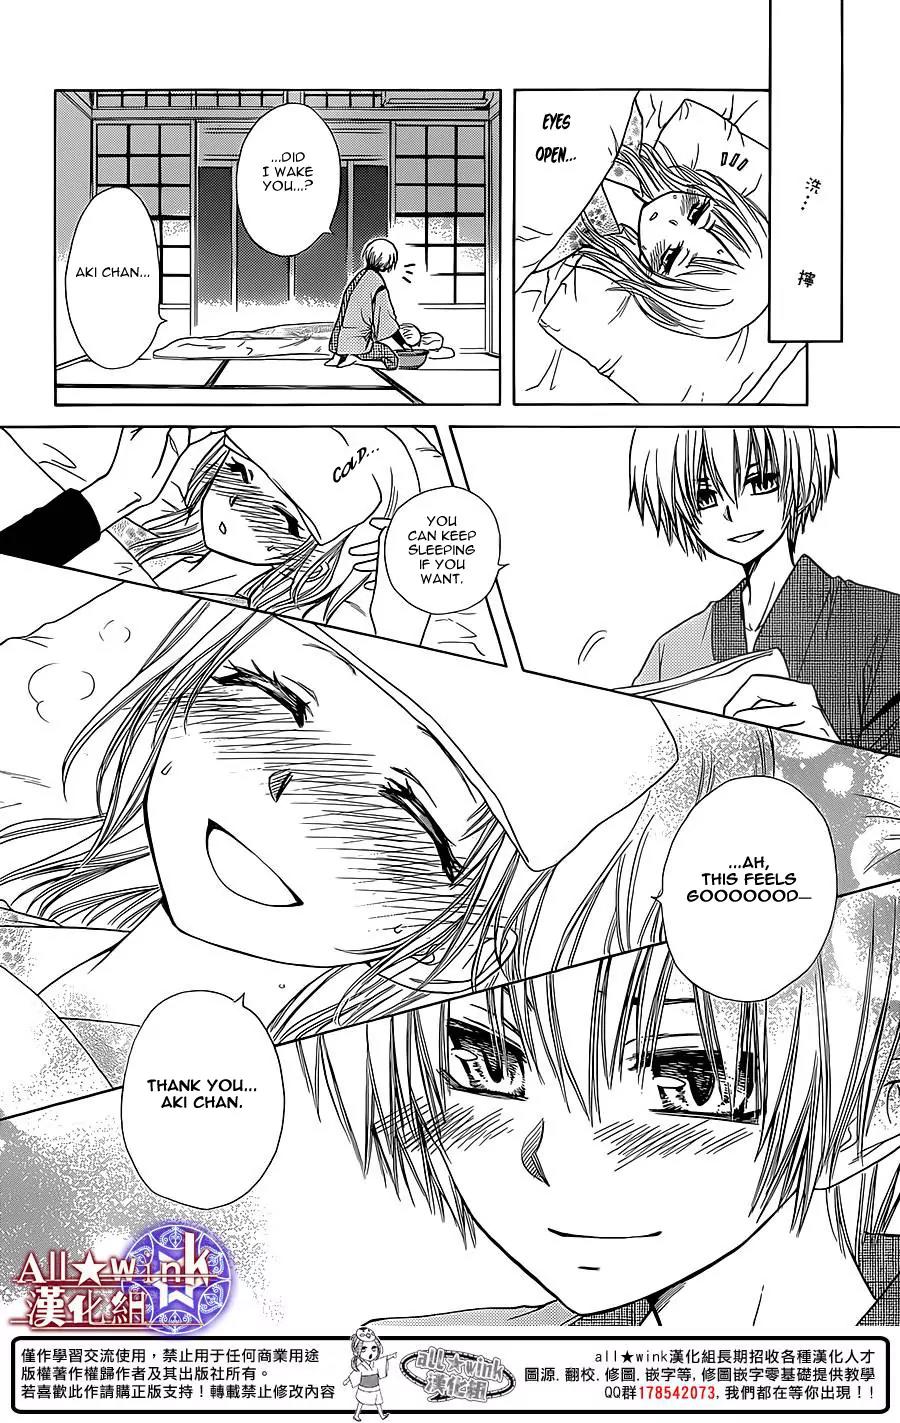 洗…
擰
EYES
OPEN...
...DID
I WAKE
YOU...?
AKI CHAN...
COLD...
YOU
CAN KEEP
SLEEPING
IF YOU
WANT.
...AH,
THIS FEELS
GOOOOOOD—
THANK YOU...
AKI CHAN.
All★wink
漢化組
僅作學習交流使用，禁止用于任何商業用途
版權著作權歸作者及其出版社所有。
若喜歡此作請購正版支持！轉載禁止修改內容
all★wink
漢化組
all★wink漢化組長期招收各種漢化人才
圖源．翻校．修圖．嵌字等，修圖嵌字零基礎提供教學
QQ群178542073，我們都在等你出現！！